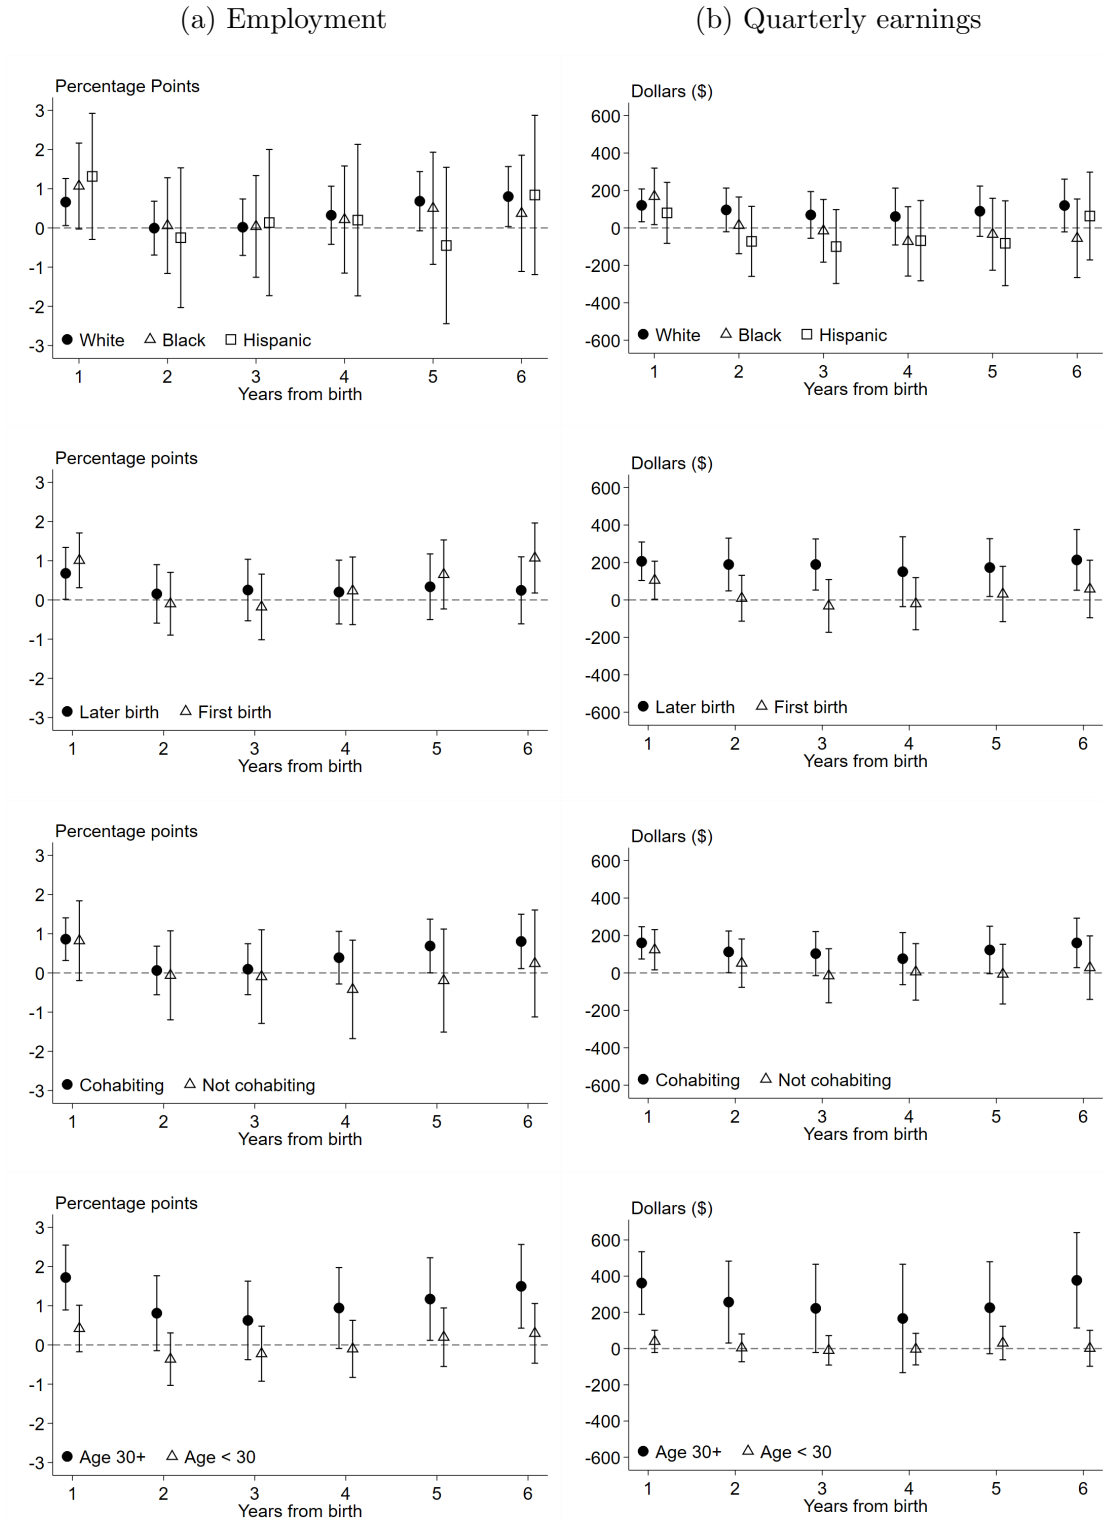 (a) Employment
(b) Quarterly earnings
Percentage Points
3
2
1
0
-1
-2
-3
White Black Hispanic
1 2 3 4 5 6
Years from birth
Dollars ($)
600
400
200
0
-200
-400
-600
White Black Hispanic
1 2 3 4 5 6
Years from birth
Percentage points
3
2
1
0
-1
-2
-3
Later birth First birth
1 2 3 4 5 6
Years from birth
Dollars ($)
600
400
200
0
-200
-400
-600
Later birth First birth
1 2 3 4 5 6
Years from birth
Percentage points
3
2
1
0
-1
-2
-3
Cohabiting Not cohabiting
1 2 3 4 5 6
Years from birth
Dollars ($)
600
400
200
0
-200
-400
-600
Cohabiting Not cohabiting
1 2 3 4 5 6
Years from birth
Percentage points
3
2
1
0
-1
-2
-3
Age 30+ Age < 30
1 2 3 4 5 6
Years from birth
Dollars ($)
600
400
200
0
-200
-400
-600
Age 30+ Age < 30
1 2 3 4 5 6
Years from birth